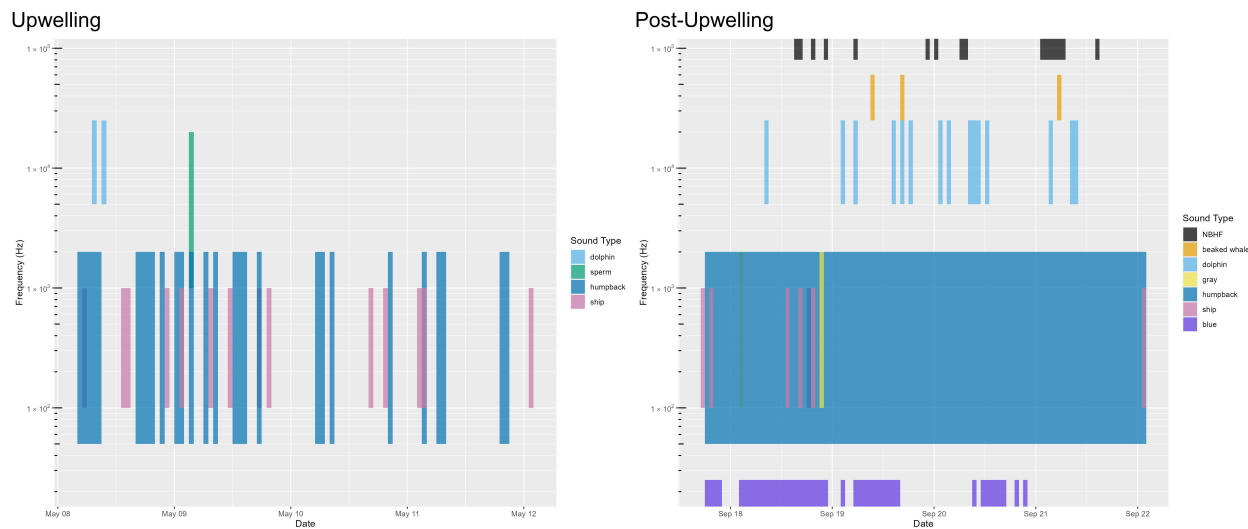 Upwelling
Post-Upwelling
1 × 10⁵
1 × 10⁴
1 × 10³
1 × 10²
Frequency (Hz)
May 08
May 09
May 10
May 11
May 12
Date
Sound Type
dolphin
sperm
humpback
ship
1 × 10⁵
1 × 10⁴
1 × 10³
1 × 10²
Frequency (Hz)
Sep 18
Sep 19
Sep 20
Sep 21
Sep 22
Date
Sound Type
NBHF
beaked whale
dolphin
gray
humpback
ship
blue